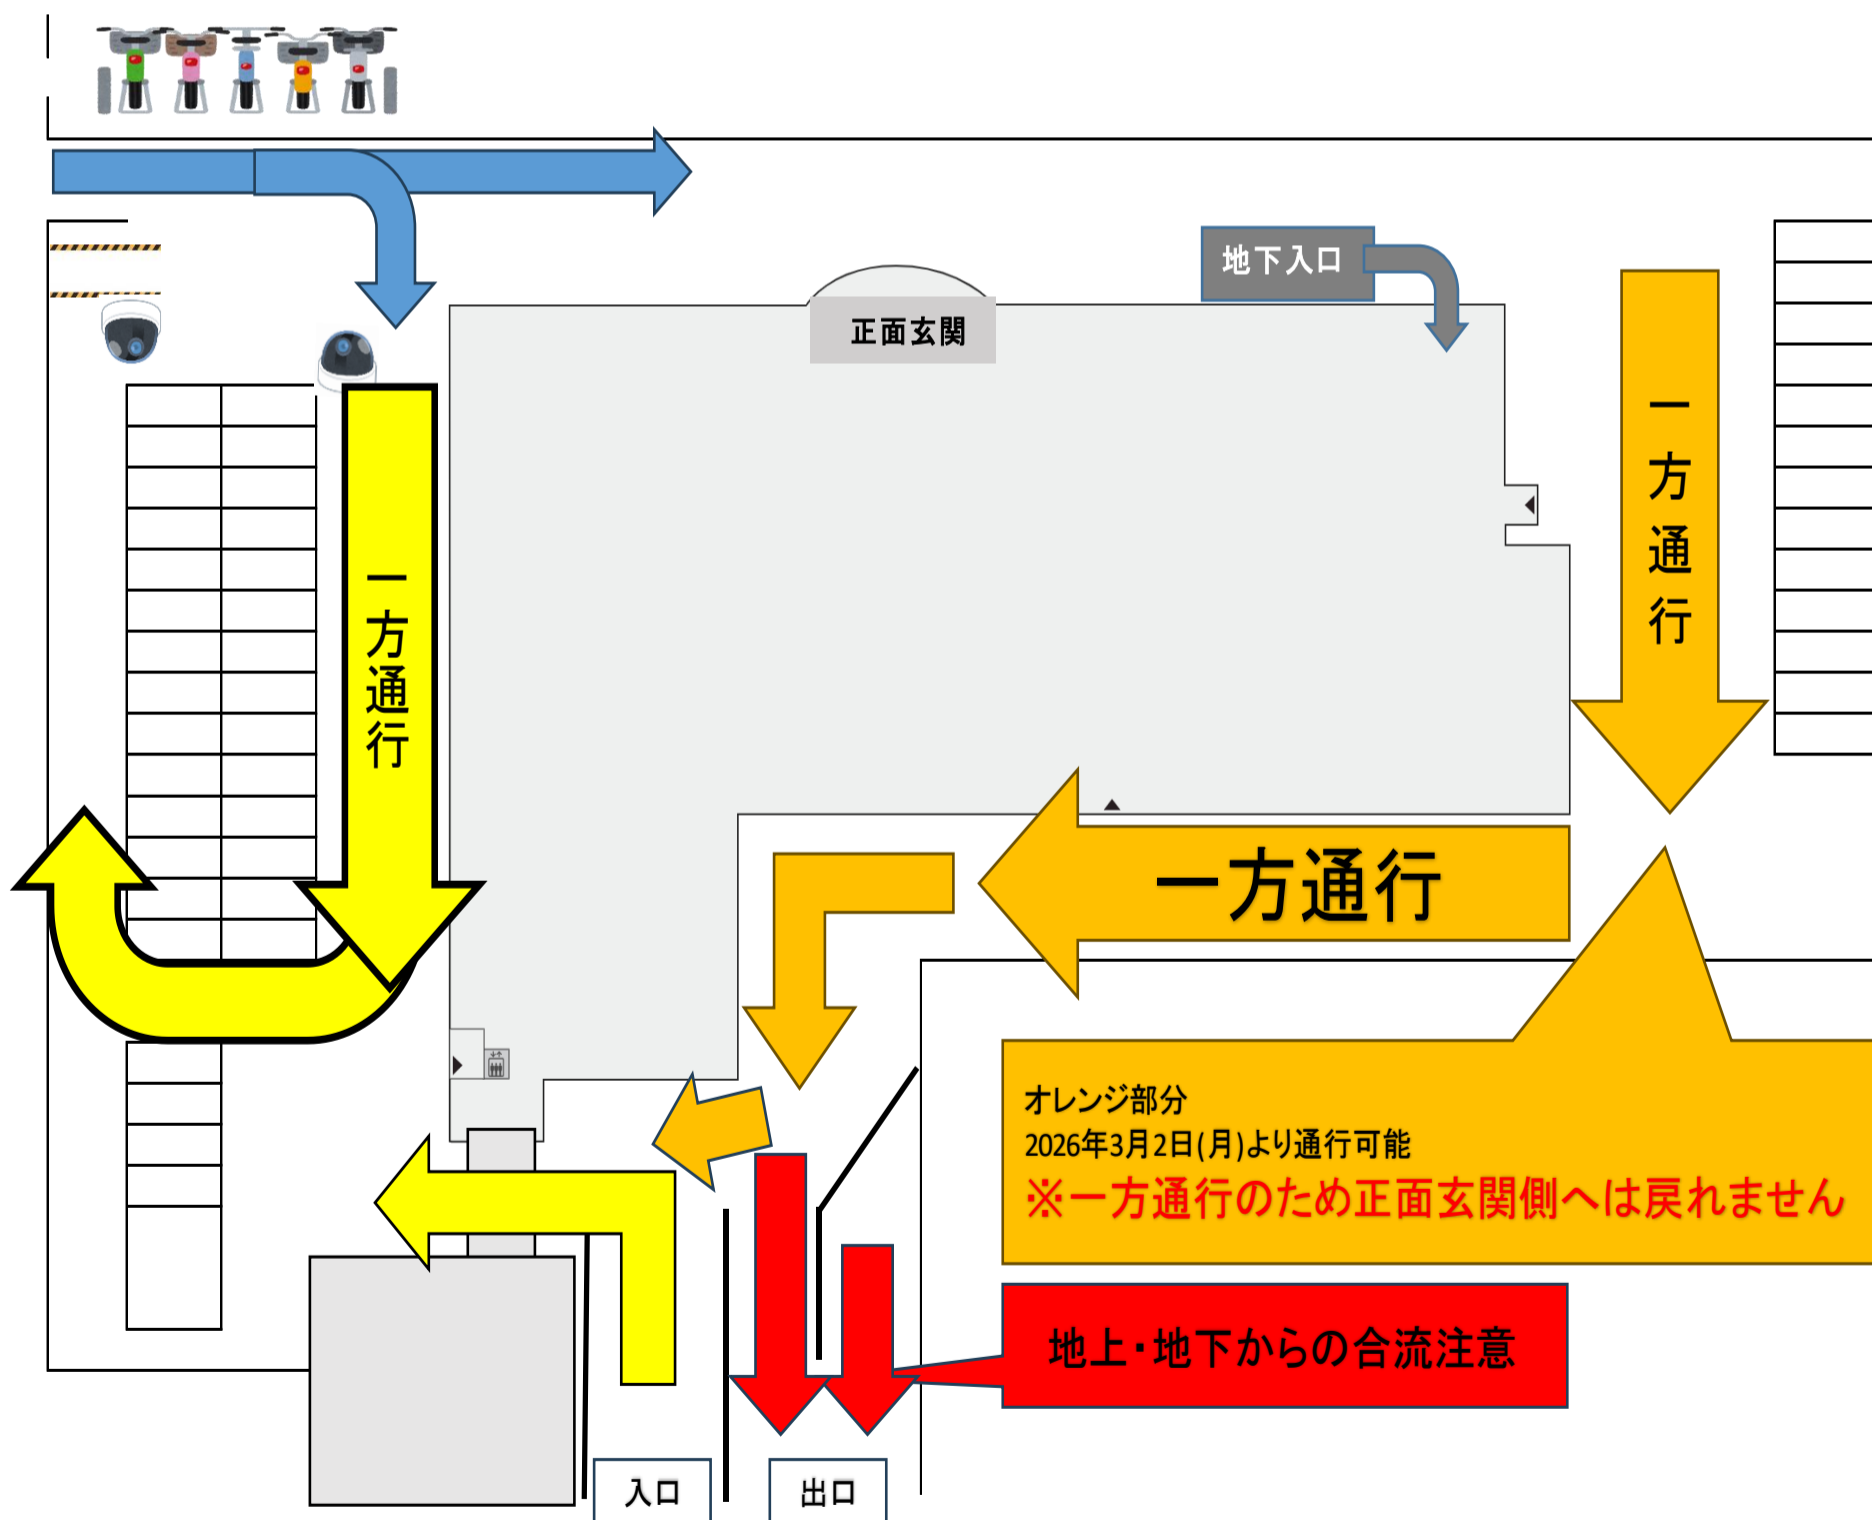 地下入口
正面玄関
一方通行
一方通行
一方通行
オレンジ部分
2026年3月2日(月)より通行可能
※一方通行のため正面玄関側へは戻れません
地上・地下からの合流注意
入口
出口